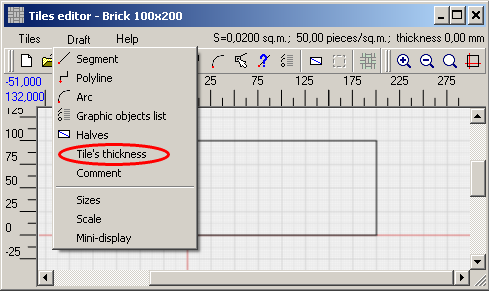 Tiles editor - Brick 100x200
Tiles Draft Help S=0,0200 sq.m.; 50,00 pieces/sq.m; thickness 0,00 mm
-51,000 25 75 125 175 225 275
132,000
125
100
75
50
25
0
-25
Segment
Polyline
Arc
Graphic objects list
Halves
Tile's thickness
Comment
Sizes
Scale
Mini-display